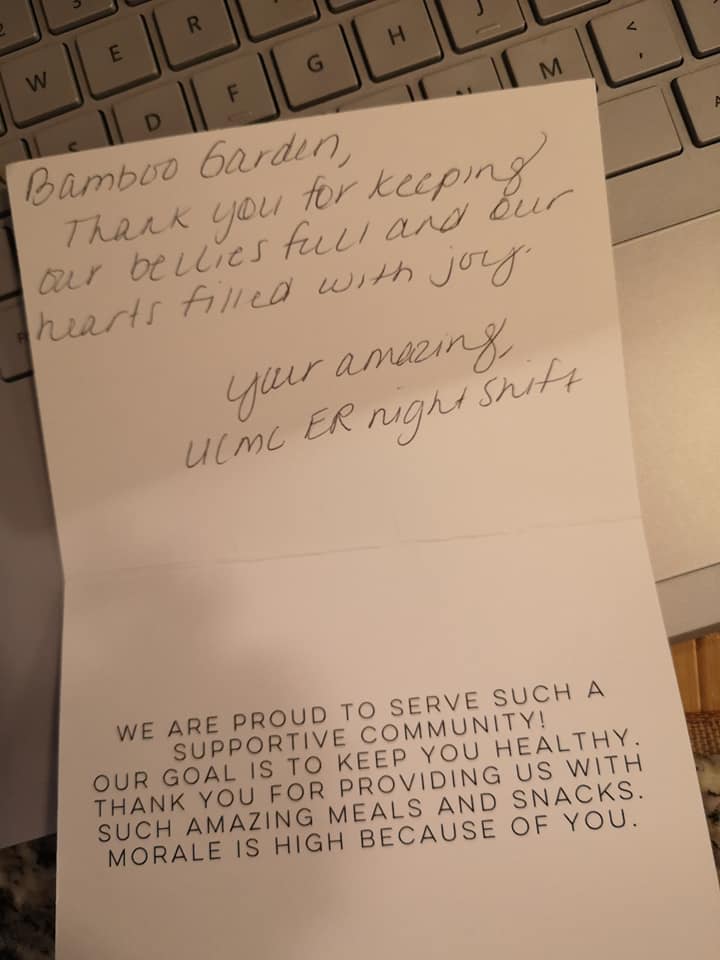 W E R H J
D F G M < ,
Bamboo Garden,
Thank you for keeping
our bellies full and our
hearts filled with joy.
your amazing,
UCMC ER night Shift
WE ARE PROUD TO SERVE SUCH A
SUPPORTIVE COMMUNITY!
OUR GOAL IS TO KEEP YOU HEALTHY.
THANK YOU FOR PROVIDING US WITH
SUCH AMAZING MEALS AND SNACKS.
MORALE IS HIGH BECAUSE OF YOU.